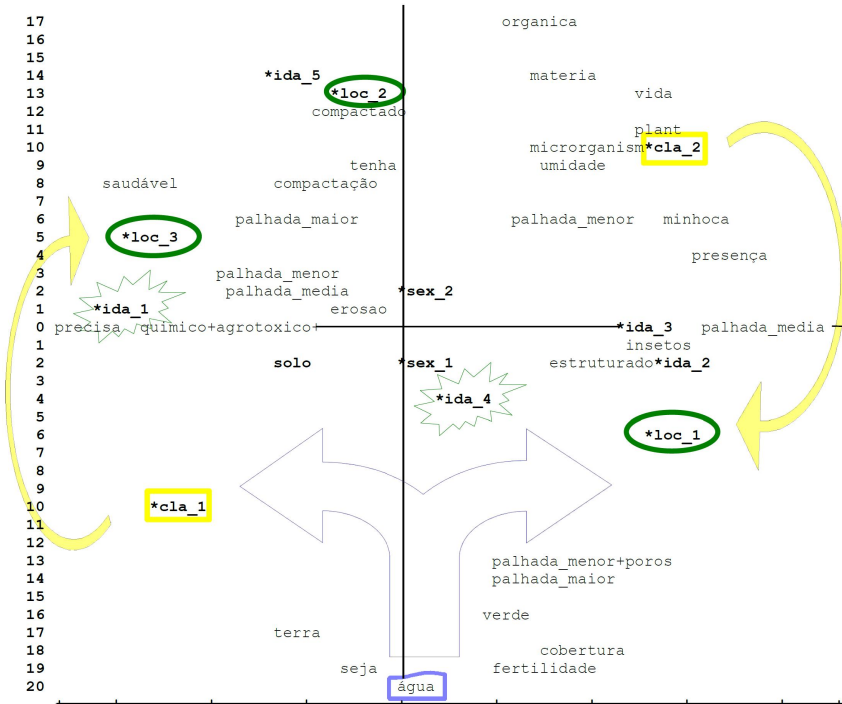 17 organica
16
15
14 *ida_5 materia
13 *loc_2 vida
12 compactado
11 plant
10 microrganism *cla_2
9 tenha umidade
8 saudável compactação
7
6 palhada_maior palhada_menor minhoca
5 *loc_3
4 presença
3 palhada_menor
2 palhada_media *sex_2
1 *ida_1 erosao
0 precisa quimico+agrotoxico+ *ida_3 palhada_media
1 insetos
2 solo *sex_1 estruturado *ida_2
3
4 *ida_4
5
6 *loc_1
7
8
9
10 *cla_1
11
12
13 palhada_menor+poros
14 palhada_maior
15
16 verde
17 terra
18 cobertura
19 seja fertilidade
20 água